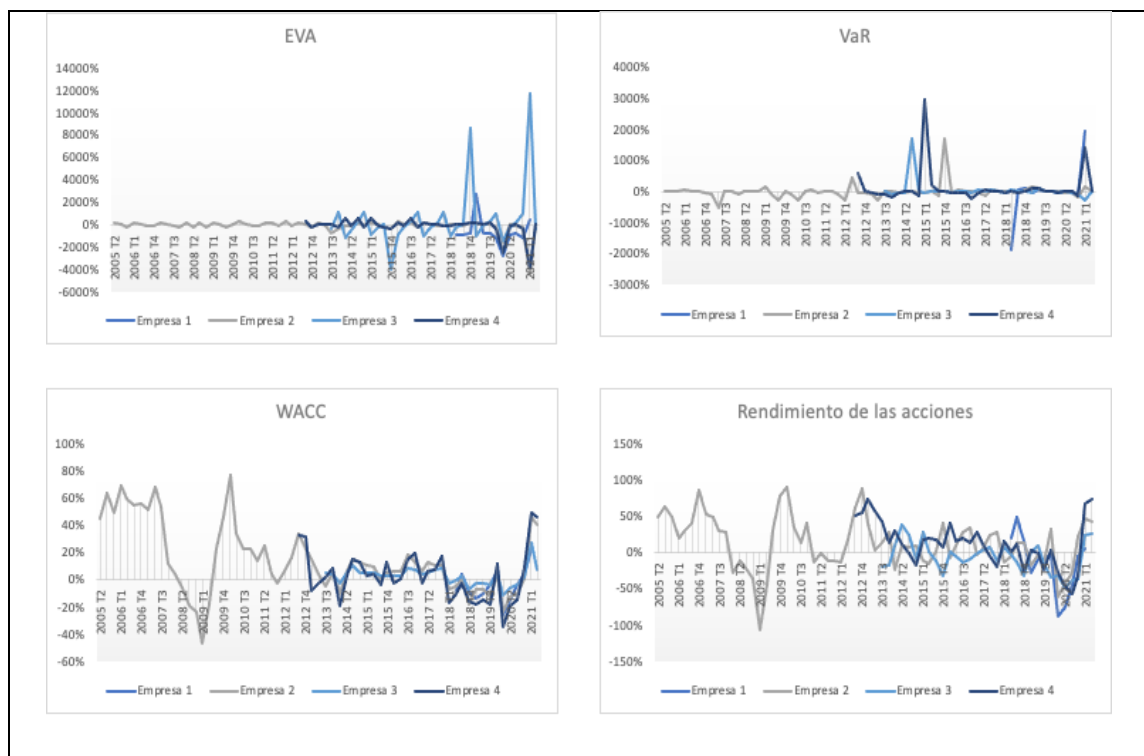 EVA
14000%
12000%
10000%
8000%
6000%
4000%
2000%
0%
-2000%
-4000%
-6000%
2005 T2
2006 T1
2006 T4
2007 T3
2008 T2
2009 T1
2009 T4
2010 T3
2011 T2
2012 T1
2012 T4
2013 T3
2014 T2
2015 T1
2016 T3
2017 T2
2018 T1
2018 T4
2019 T3
2020 T2
Empresa 1 Empresa 2 Empresa 3 Empresa 4
VaR
4000%
3000%
2000%
1000%
0%
-1000%
-2000%
-3000%
2005 T2
2006 T1
2006 T4
2007 T3
2008 T2
2009 T1
2009 T4
2010 T3
2011 T2
2012 T1
2012 T4
2013 T3
2014 T2
2015 T1
2015 T4
2016 T3
2017 T2
2018 T1
2018 T4
2019 T3
2020 T2
2021 T1
Empresa 1 Empresa 2 Empresa 3 Empresa 4
WACC
100%
80%
60%
40%
20%
0%
-20%
-40%
-60%
2005 T2
2006 T1
2006 T4
2007 T3
2008 T2
2009 T1
2009 T4
2010 T3
2011 T2
2012 T1
2012 T4
2013 T3
2014 T2
2015 T1
2015 T4
2016 T3
2017 T2
2018 T1
2018 T4
2021 T1
Empresa 1 Empresa 2 Empresa 3 Empresa 4
Rendimiento de las acciones
150%
100%
50%
0%
-50%
-100%
-150%
2005 T2
2006 T1
2006 T4
2007 T3
2008 T2
2009 T1
2009 T4
2010 T3
2011 T2
2012 T1
2012 T4
2013 T3
2014 T2
2015 T1
2015 T4
2016 T3
2017 T2
2018 T1
2018 T4
2019 T3
2021 T1
Empresa 1 Empresa 2 Empresa 3 Empresa 4